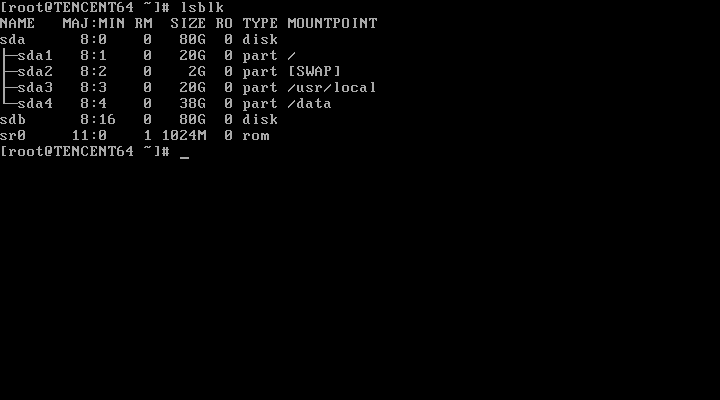 [root@TENCENT64 ~]# lsblk
NAME   MAJ:MIN RM  SIZE RO TYPE MOUNTPOINT
sda      8:0    0   80G  0 disk
├─sda1   8:1    0   20G  0 part /
├─sda2   8:2    0    2G  0 part [SWAP]
├─sda3   8:3    0   20G  0 part /usr/local
└─sda4   8:4    0   38G  0 part /data
sdb      8:16   0   80G  0 disk
sr0     11:0    1 1024M  0 rom
[root@TENCENT64 ~]# _